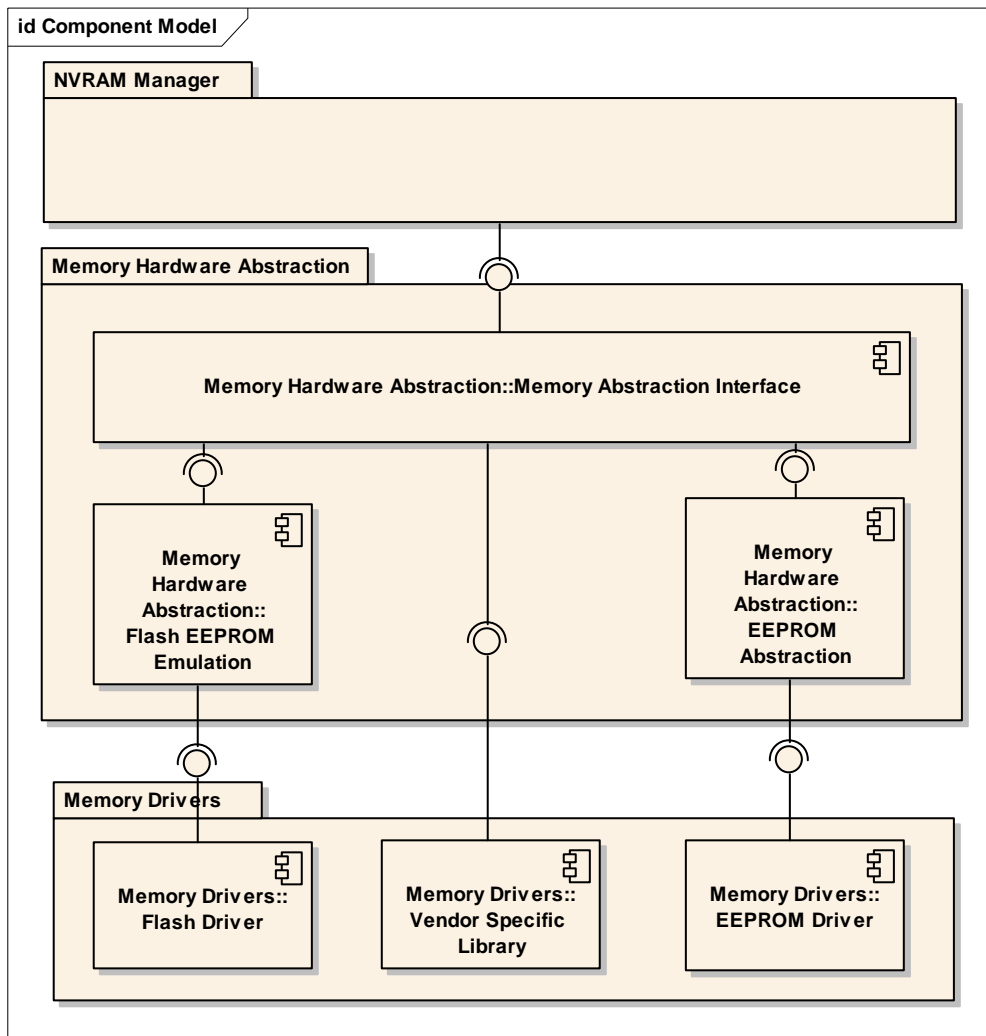 id Component Model
NVRAM Manager
Memory Hardware Abstraction
Memory Hardware Abstraction::Memory Abstraction Interface
Memory
Hardware
Abstraction::
Flash EEPROM
Emulation
Memory
Hardware
Abstraction::
EEPROM
Abstraction
Memory Drivers
Memory Drivers::
Flash Driver
Memory Drivers::
Vendor Specific
Library
Memory Drivers::
EEPROM Driver